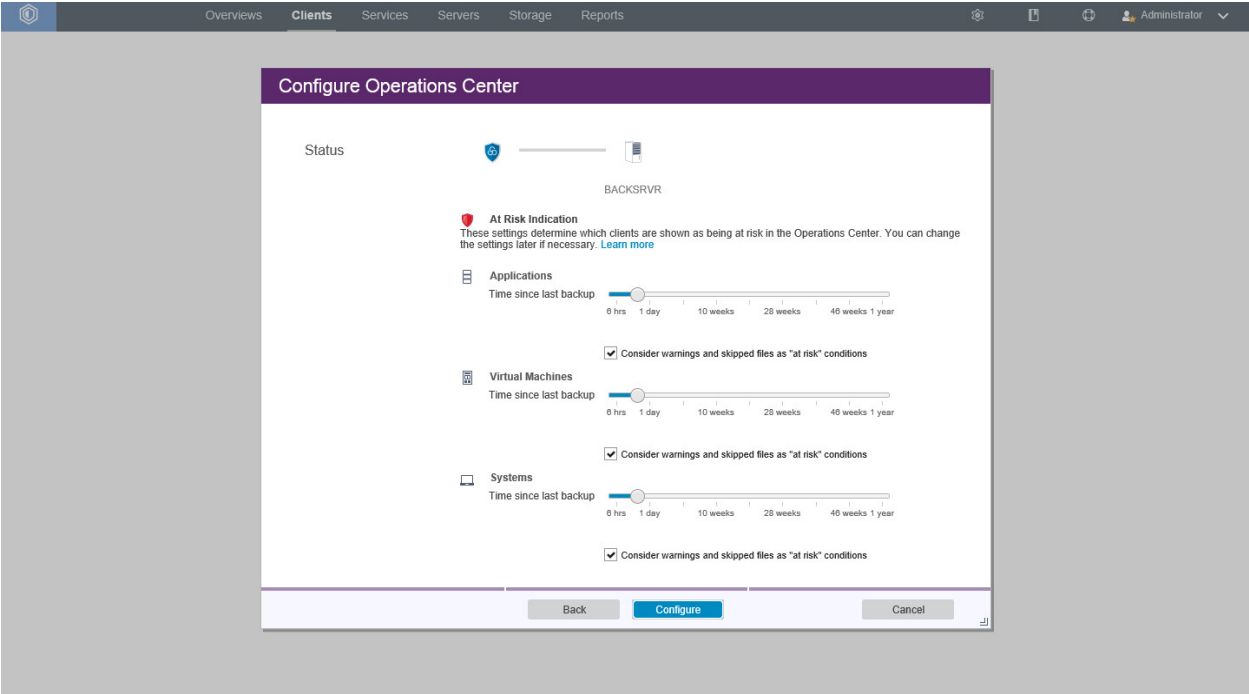 Overviews Clients Services Servers Storage Reports Administrator
Configure Operations Center
Status
BACKSRVR
At Risk Indication
These settings determine which clients are shown as being at risk in the Operations Center. You can change
the settings later if necessary. Learn more
Applications
Time since last backup
6 hrs 1 day 10 weeks 28 weeks 46 weeks 1 year
Consider warnings and skipped files as "at risk" conditions
Virtual Machines
Time since last backup
6 hrs 1 day 10 weeks 28 weeks 46 weeks 1 year
Consider warnings and skipped files as "at risk" conditions
Systems
Time since last backup
6 hrs 1 day 10 weeks 28 weeks 46 weeks 1 year
Consider warnings and skipped files as "at risk" conditions
Back Configure Cancel